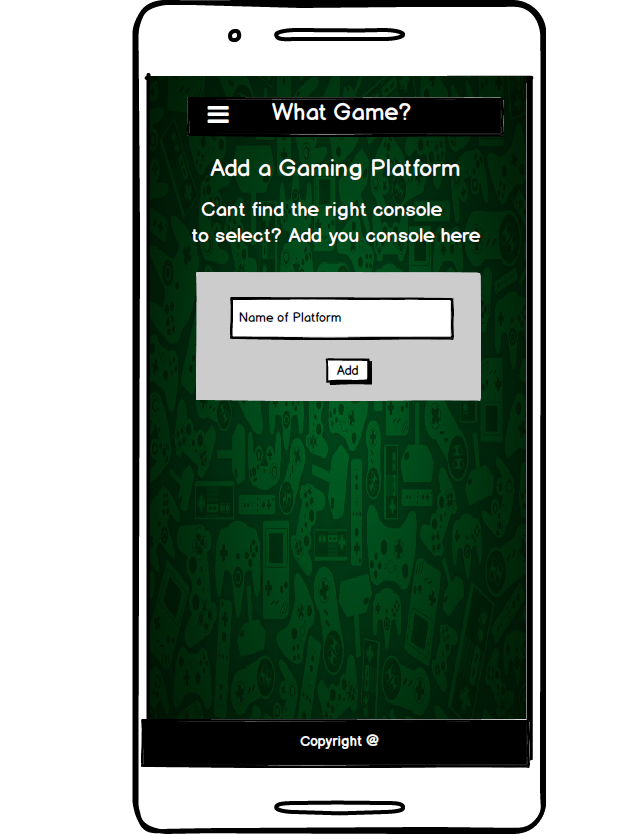 What Game?
Add a Gaming Platform
Cant find the right console
to select? Add you console here
Name of Platform
Add
Copyright @